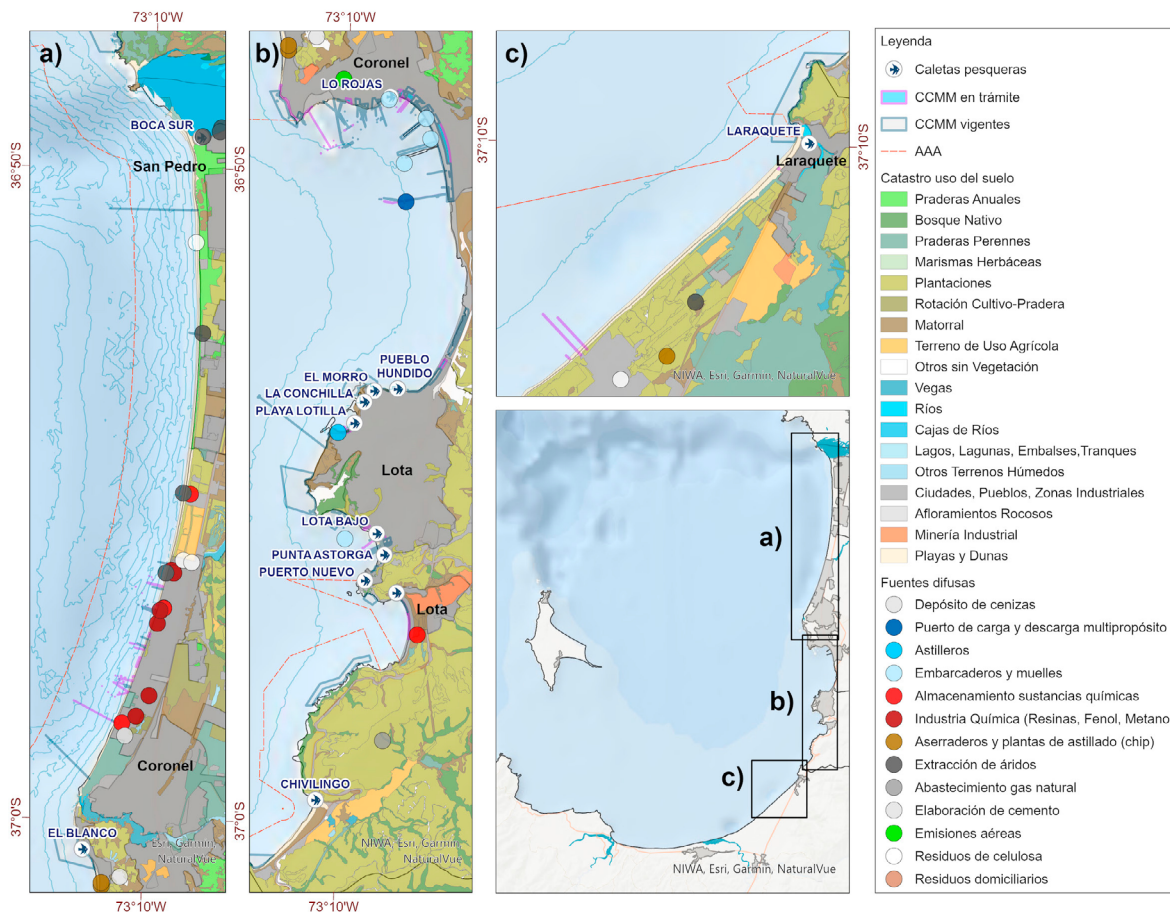 73°10'W
73°10'W
a)
b)
c)
Coronel
LO ROJAS
BOCA SUR
San Pedro
36°50'S
36°50'S
37°10'S
37°10'S
LARAQUETE
Laraquete
NIWA, Esri, Garmin, NaturalVue
PUEBLO
HUNDIDO
EL MORRO
LA CONCHILLA
PLAYA LOTILLA
Lota
LOTA BAJO
PUNTA ASTORGA
PUERTO NUEVO
Lota
CHIVILINGO
Coronel
EL BLANCO
37°0'S
37°0'S
Esri, Garmin,
NaturalVue
NIWA, Esri, Garmin,
NaturalVue
73°10'W
73°10'W
a)
b)
c)
NIWA, Esri, Garmin, NaturalVue
Leyenda
Caletas pesqueras
CCMM en trámite
CCMM vigentes
AAA
Catastro uso del suelo
Praderas Anuales
Bosque Nativo
Praderas Perennes
Marismas Herbáceas
Plantaciones
Rotación Cultivo-Pradera
Matorral
Terreno de Uso Agrícola
Otros sin Vegetación
Vegas
Ríos
Cajas de Ríos
Lagos, Lagunas, Embalses,Tranques
Otros Terrenos Húmedos
Ciudades, Pueblos, Zonas Industriales
Afloramientos Rocosos
Minería Industrial
Playas y Dunas
Fuentes difusas
Depósito de cenizas
Puerto de carga y descarga multipropósito
Astilleros
Embarcaderos y muelles
Almacenamiento sustancias químicas
Industria Química (Resinas, Fenol, Metano
Aserraderos y plantas de astillado (chip)
Extracción de áridos
Abastecimiento gas natural
Elaboración de cemento
Emisiones aéreas
Residuos de celulosa
Residuos domiciliarios